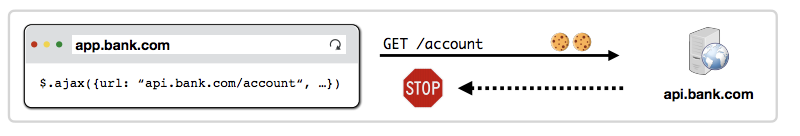 app.bank.com
$.ajax({url: “api.bank.com/account“, …})
GET /account
STOP
api.bank.com